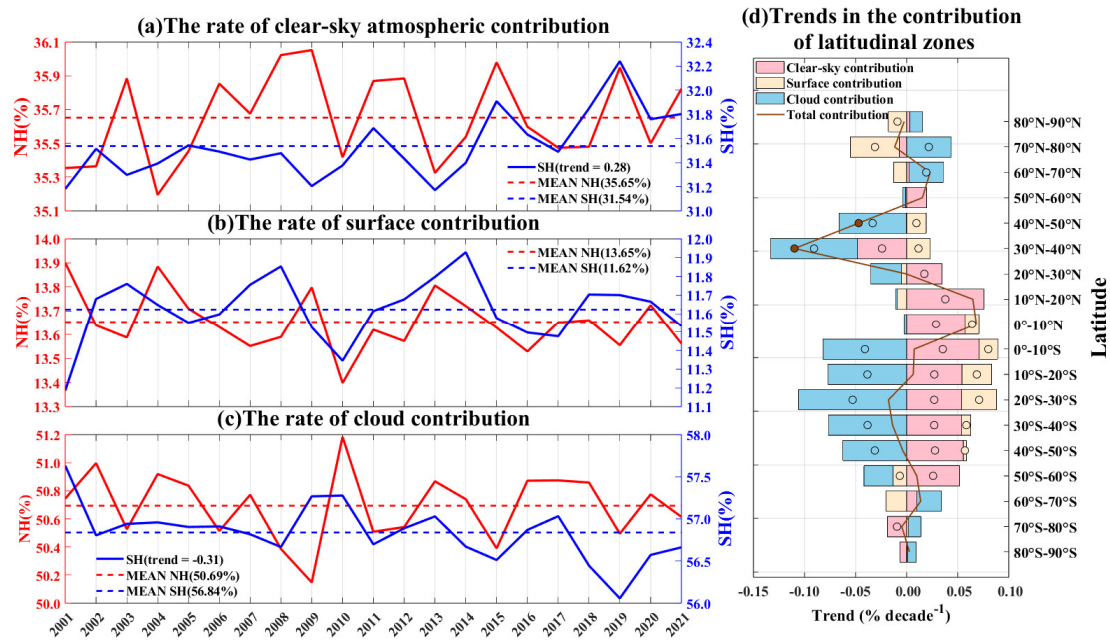 (a)The rate of clear-sky atmospheric contribution
36.1
35.9
35.7
35.5
35.3
35.1
NH(%)
32.4
32.2
32.0
31.8
31.6
31.4
31.2
31.0
SH(%)
SH(trend = 0.28)
MEAN NH(35.65%)
MEAN SH(31.54%)
(b)The rate of surface contribution
14.0
13.9
13.8
13.7
13.6
13.5
13.4
13.3
NH(%)
12.0
11.9
11.8
11.7
11.6
11.5
11.4
11.3
11.2
11.1
SH(%)
MEAN NH(13.65%)
MEAN SH(11.62%)
(c)The rate of cloud contribution
51.2
51.0
50.8
50.6
50.4
50.2
50.0
NH(%)
58.0
57.5
57.0
56.5
56.0
SH(%)
SH(trend = -0.31)
MEAN NH(50.69%)
MEAN SH(56.84%)
2001 2002 2003 2004 2005 2006 2007 2008 2009 2010 2011 2012 2013 2014 2015 2016 2017 2018 2019 2020 2021
(d)Trends in the contribution
of latitudinal zones
Clear-sky contribution
Surface contribution
Cloud contribution
Total contribution
80°N-90°N
70°N-80°N
60°N-70°N
50°N-60°N
40°N-50°N
30°N-40°N
20°N-30°N
10°N-20°N
0°-10°N
0°-10°S
10°S-20°S
20°S-30°S
30°S-40°S
40°S-50°S
50°S-60°S
60°S-70°S
70°S-80°S
80°S-90°S
Latitude
-0.15 -0.10 -0.05 0.00 0.05 0.10
Trend (% decade-1)